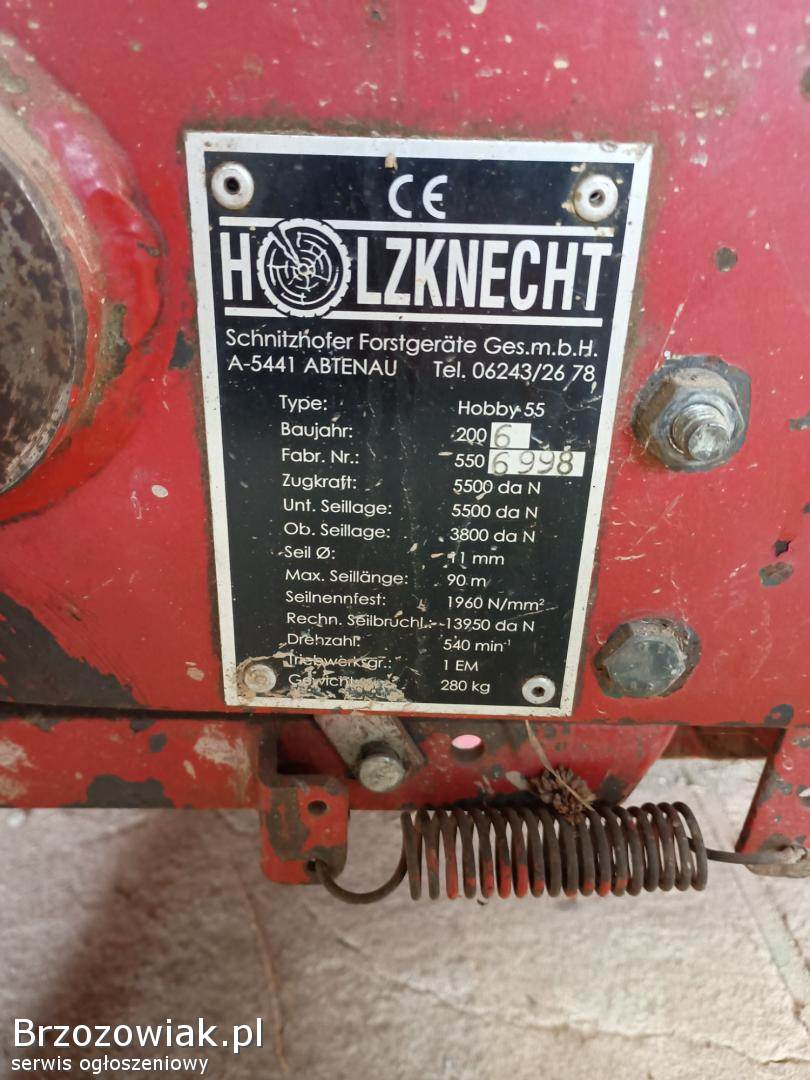 CE
HOLZKNECHT
Schnitzhofer Forstgeräte Ges.m.b.H.
A-5441 ABTENAU Tel. 06243/26 78
Type: Hobby 55
Baujahr: 2006
Fabr. Nr.: 5506998
Zugkraft: 5500 da N
Unt. Seillage: 5500 da N
Ob. Seillage: 3800 da N
Seil Ø: 11 mm
Max. Seillänge: 90 m
Seilnennfest: 1960 N/mm²
Rechn. Seilbruchl.: 13950 da N
Drehzahl: 540 min⁻¹
Triebwerksgr.: 1 EM
280 kg
Brzozowiak.pl
serwis ogłoszeniowy